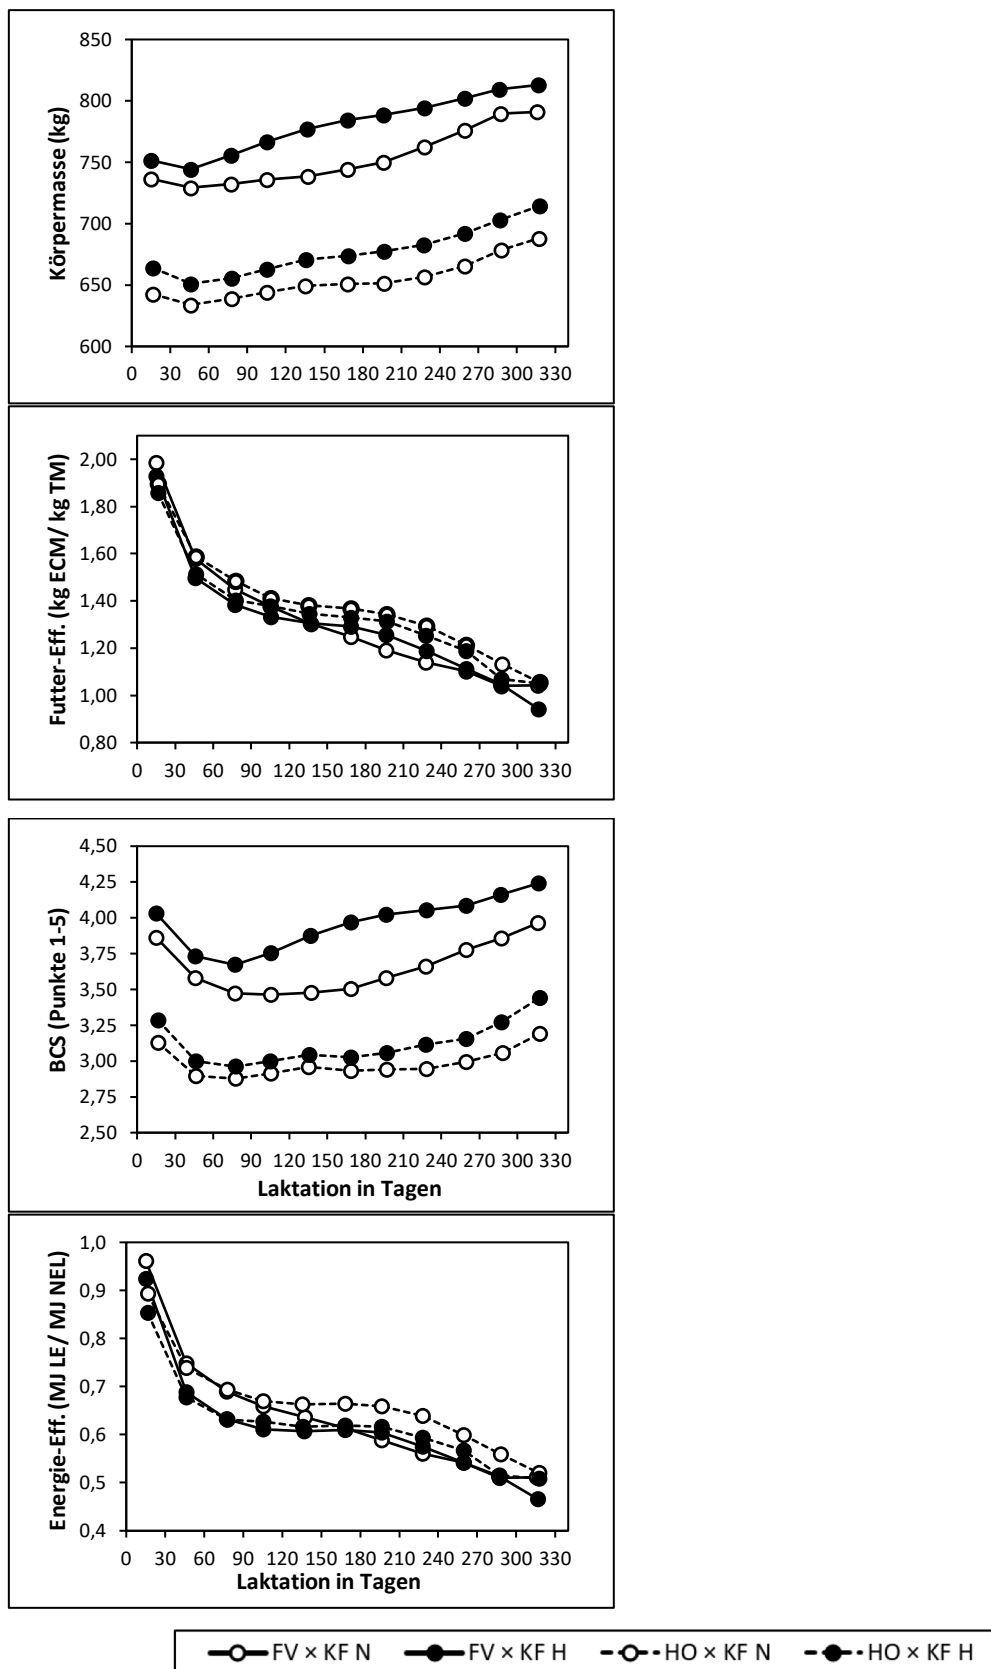 Körpermasse (kg)
850
800
750
700
650
600
0 30 60 90 120 150 180 210 240 270 300 330
Futter-Eff. (kg ECM/ kg TM)
2,00
1,80
1,60
1,40
1,20
1,00
0,80
0 30 60 90 120 150 180 210 240 270 300 330
BCS (Punkte 1-5)
4,50
4,25
4,00
3,75
3,50
3,25
3,00
2,75
2,50
0 30 60 90 120 150 180 210 240 270 300 330
Laktation in Tagen
Energie-Eff. (MJ LE/ MJ NEL)
1,0
0,9
0,8
0,7
0,6
0,5
0,4
0 30 60 90 120 150 180 210 240 270 300 330
Laktation in Tagen
FV × KF N FV × KF H HO × KF N HO × KF H